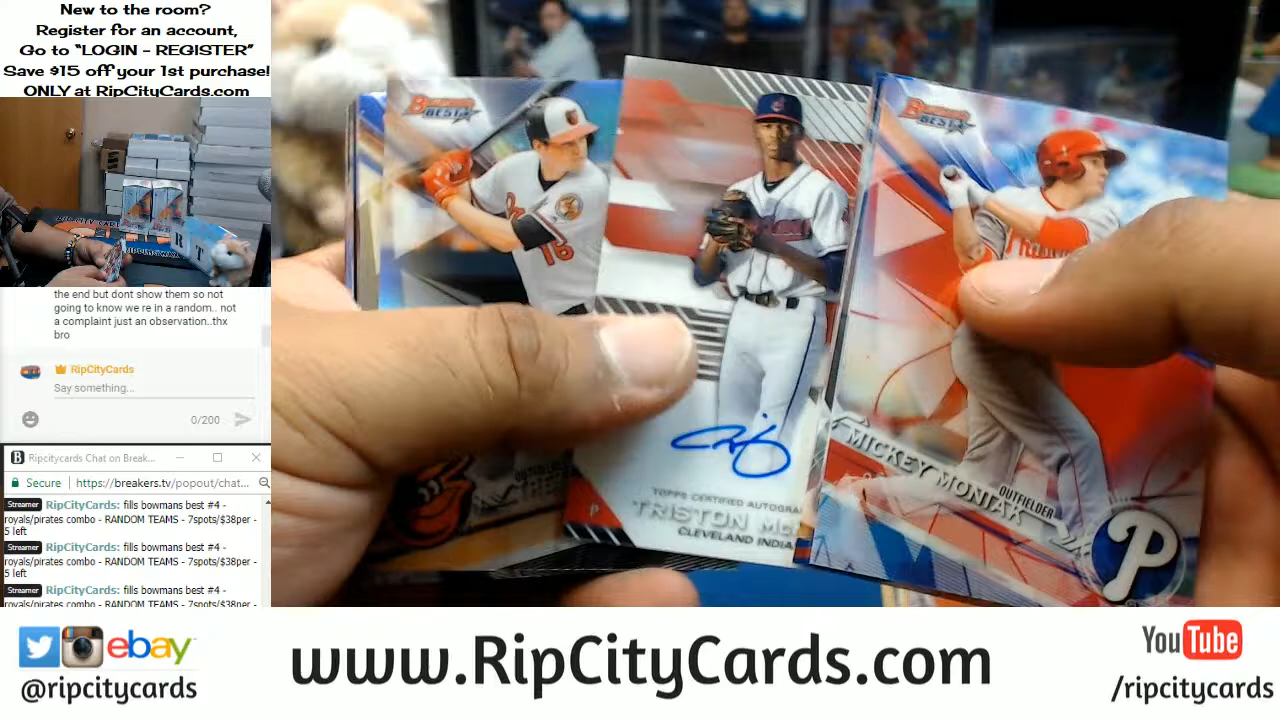 New to the room?
Register for an account,
Go to "LOGIN - REGISTER"
Save $15 off your 1st purchase!
ONLY at RipCityCards.com
the end but dont show them so not
going to know we re in a random.. not
a complaint just an observation..thx
bro
RipCityCards
Say something...
0/200
Ripcitycards Chat on Break...
Secure https://breakers.tv/popout/chat...
Streamer RipCityCards: fills bowmans best #4 -
royals/pirates combo - RANDOM TEAMS - 7spots/$38per -
5 left
Streamer RipCityCards: fills bowmans best #4 -
royals/pirates combo - RANDOM TEAMS - 7spots/$38per -
5 left
Streamer RipCityCards: fills bowmans best #4 -
royals/pirates combo - RANDOM TEAMS - 7spots/$38per -
BOWMAN'S
BEST
16
TOPPS CERTIFIED AUTOGRA
P
TRISTON MC
CLEVELAND INDIA
BOWMAN'S
BEST
MICKEY MONIAK
OUTFIELDER
P
ebay
@ripcitycards
www.RipCityCards.com
YouTube
/ripcitycards